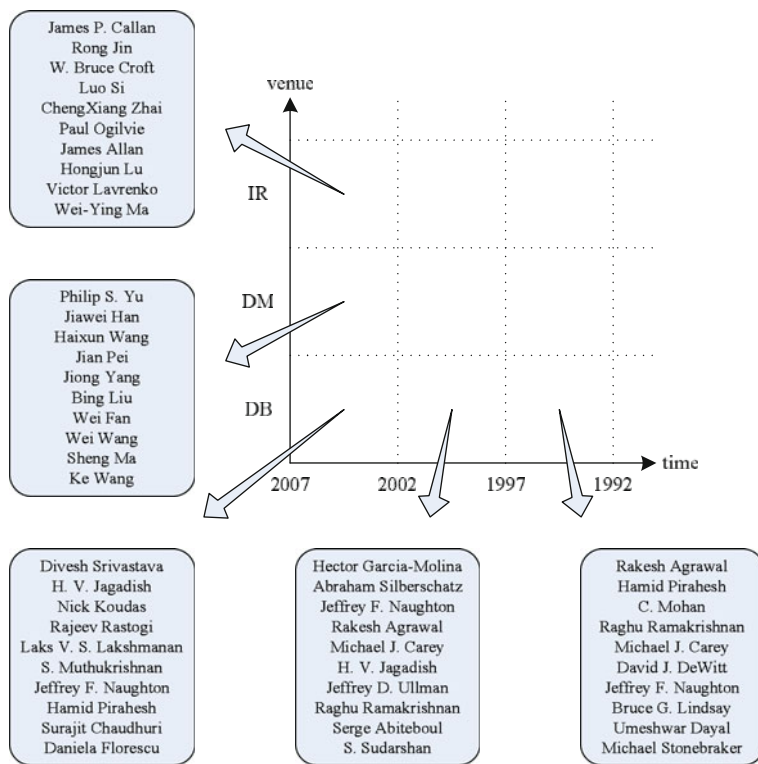 James P. Callan
Rong Jin
W. Bruce Croft
Luo Si
ChengXiang Zhai
Paul Ogilvie
James Allan
Hongjun Lu
Victor Lavrenko
Wei-Ying Ma
venue
IR
DM
DB
time
2007
2002
1997
1992
Philip S. Yu
Jiawei Han
Haixun Wang
Jian Pei
Jiong Yang
Bing Liu
Wei Fan
Wei Wang
Sheng Ma
Ke Wang
Divesh Srivastava
H. V. Jagadish
Nick Koudas
Rajeev Rastogi
Laks V. S. Lakshmanan
S. Muthukrishnan
Jeffrey F. Naughton
Hamid Pirahesh
Surajit Chaudhuri
Daniela Florescu
Hector Garcia-Molina
Abraham Silberschatz
Jeffrey F. Naughton
Rakesh Agrawal
Michael J. Carey
H. V. Jagadish
Jeffrey D. Ullman
Raghu Ramakrishnan
Serge Abiteboul
S. Sudarshan
Rakesh Agrawal
Hamid Pirahesh
C. Mohan
Raghu Ramakrishnan
Michael J. Carey
David J. DeWitt
Jeffrey F. Naughton
Bruce G. Lindsay
Umeshwar Dayal
Michael Stonebraker